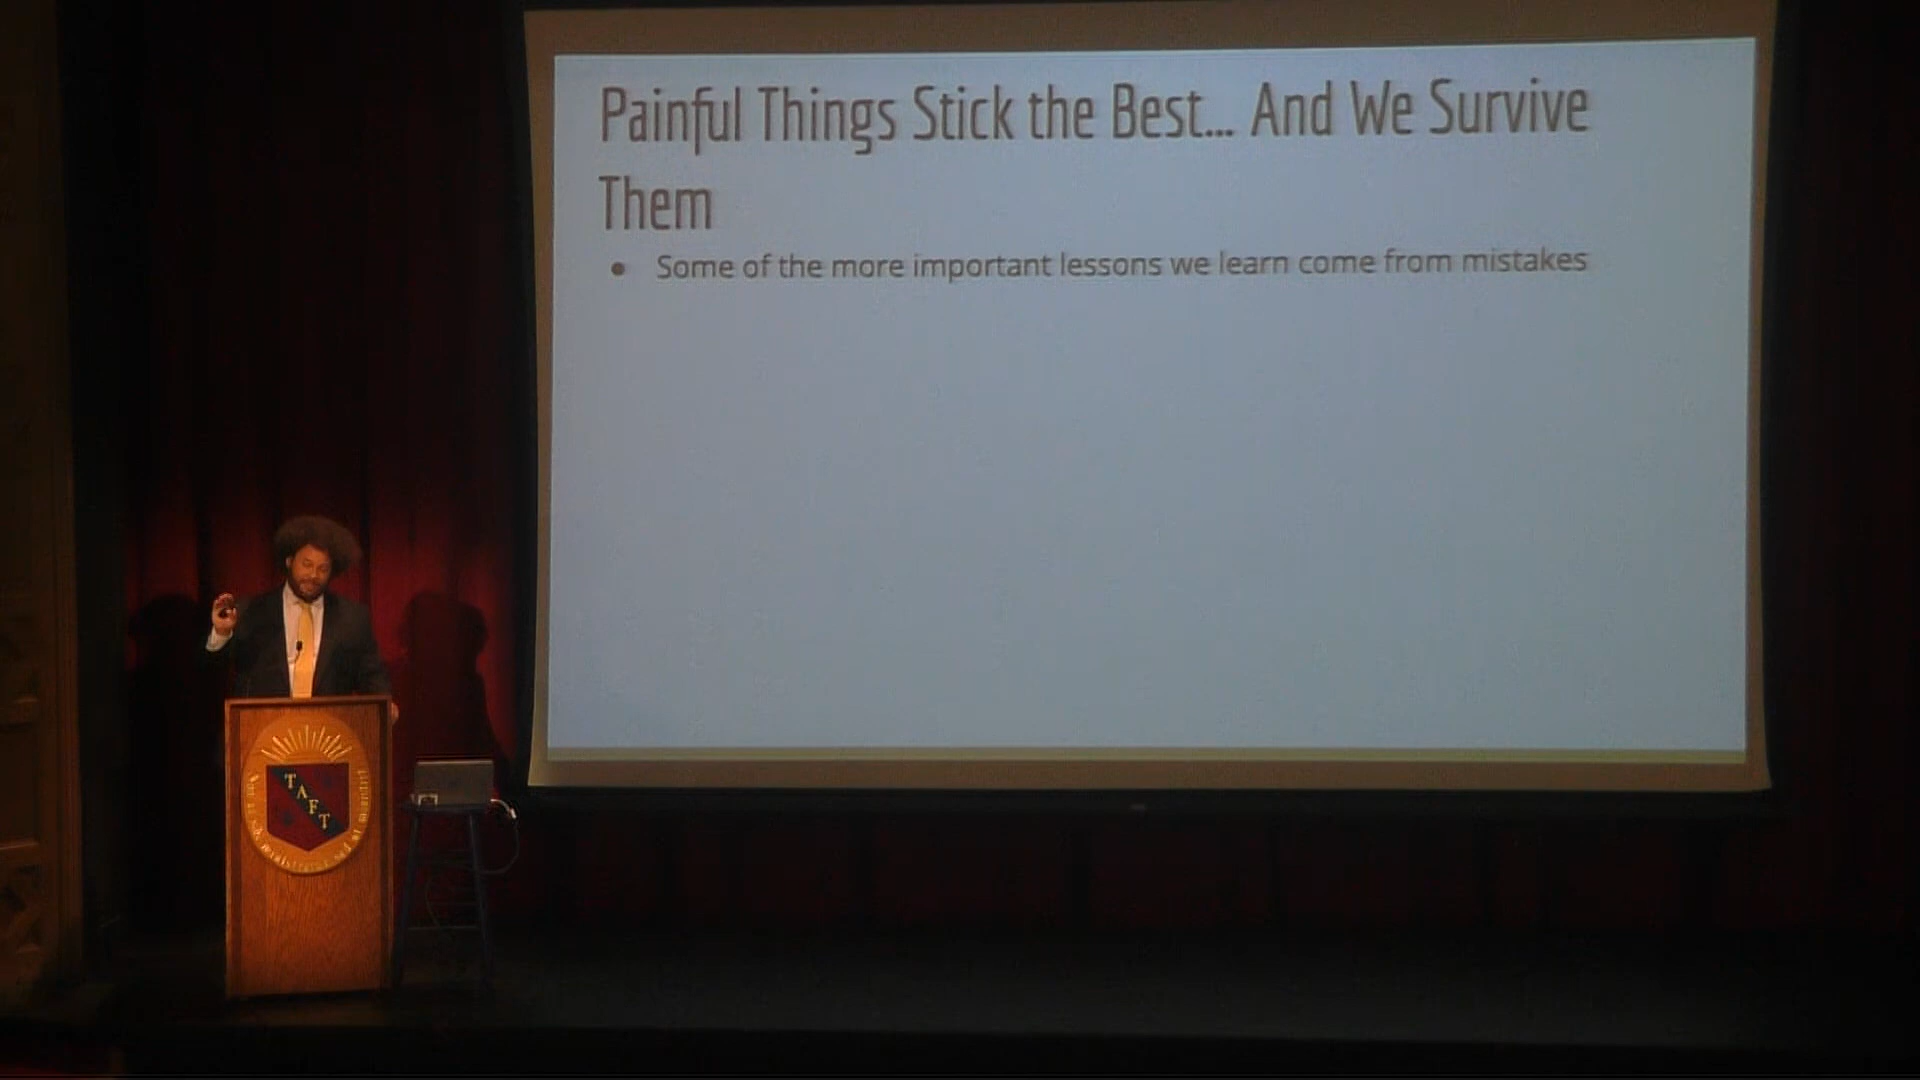 Painful Things Stick the Best... And We Survive
Them
• Some of the more important lessons we learn come from mistakes
TAFT